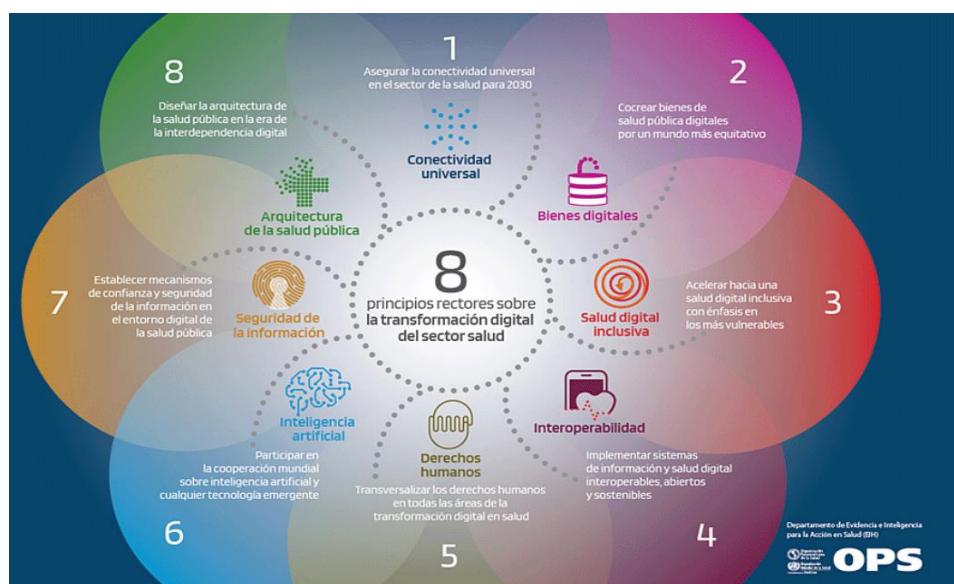 8
principios rectores sobre
la transformación digital
del sector salud
1
Asegurar la conectividad universal
en el sector de la salud para 2030
Conectividad
universal
2
Cocrear bienes de
salud pública digitales
por un mundo más equitativo
Bienes digitales
3
Acelerar hacia una
salud digital inclusiva
con énfasis en
los más vulnerables
Salud digital
inclusiva
4
Interoperabilidad
Implementar sistemas
de información y salud digital
interoperables, abiertos
y sostenibles
5
Derechos
humanos
Transversalizar los derechos humanos
en todas las áreas de la
transformación digital en salud
6
Inteligencia
artificial
Participar en
la cooperación mundial
sobre inteligencia artificial y
cualquier tecnología emergente
7
Establecer mecanismos
de confianza y seguridad
de la información en
el entorno digital de
la salud pública
Seguridad de
la información
8
Diseñar la arquitectura de
la salud pública en la era de
la interdependencia digital
Arquitectura
de la salud pública
Departamento de Evidencia e Inteligencia
para la Acción en Salud (EIH)
OPS